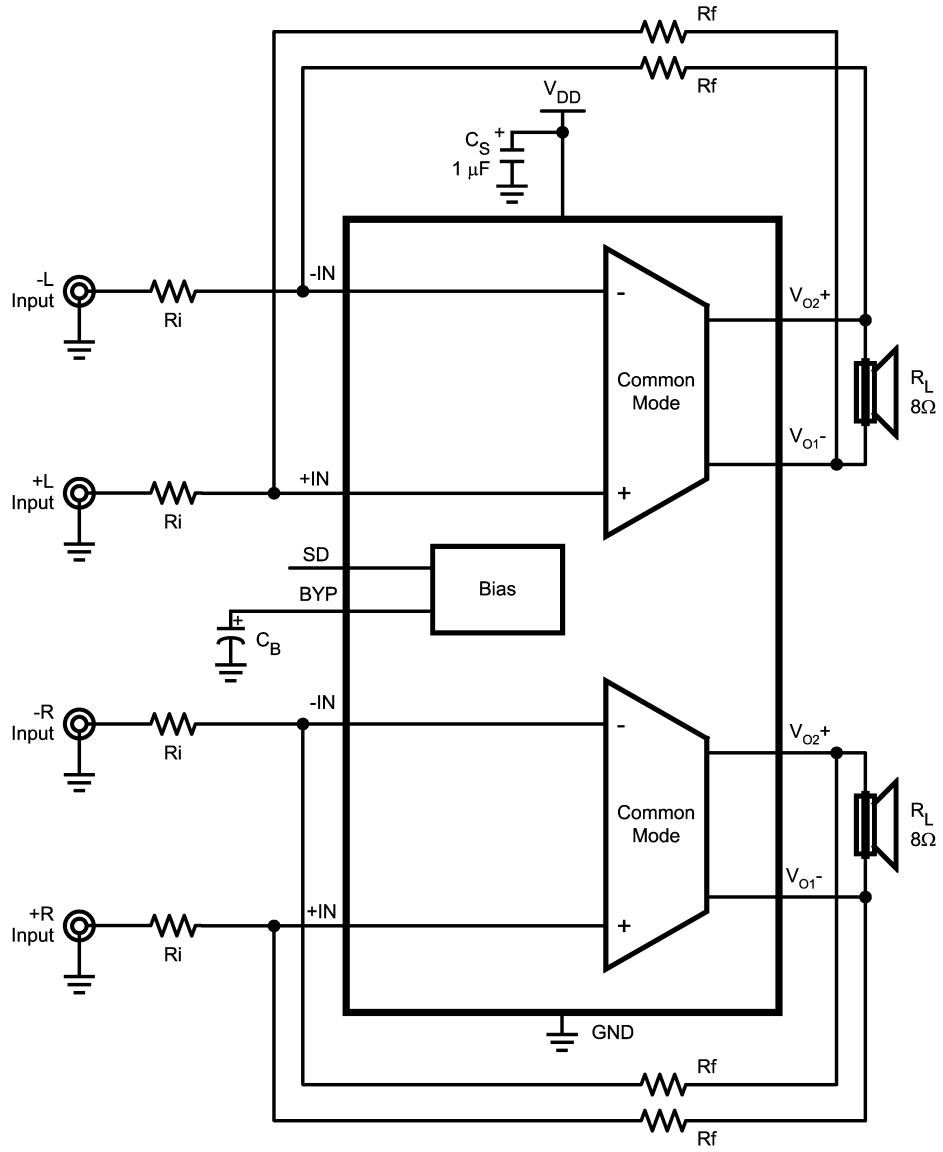 Rf
Rf
VDD
CS
+
1 µF
-L
Input
Ri
-IN
-
VO2+
Common
Mode
RL
8Ω
VO1-
+L
Input
Ri
+IN
+
SD
BYP
Bias
+
CB
-R
Input
Ri
-IN
-
VO2+
Common
Mode
RL
8Ω
VO1-
+R
Input
Ri
+IN
+
GND
Rf
Rf